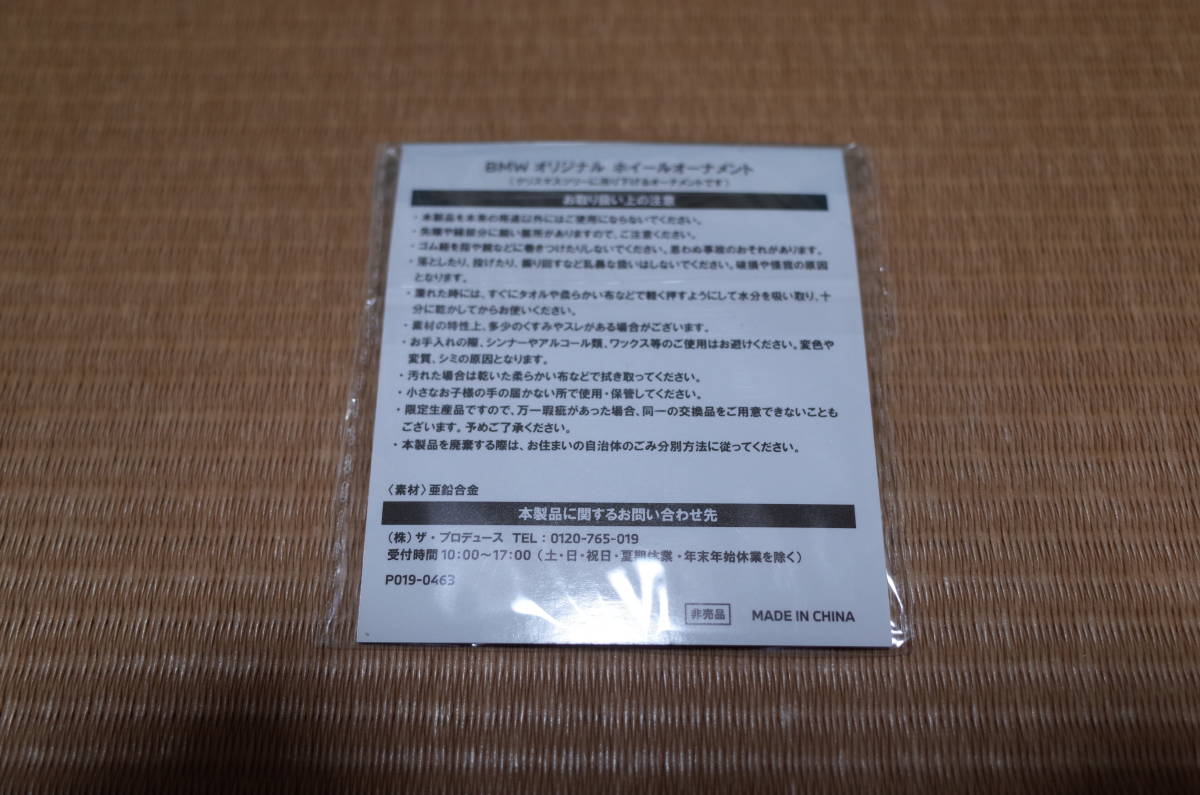 BMW オリジナル ホイールオーナメント
(クリスマスツリーに吊り下げるオーナメントです)
お取り扱い上の注意
・本製品を本来の用途以外にはご使用にならないでください。
・先端や縁部分に鋭い箇所がありますので、ご注意ください。
・ゴム紐を指や腕などに巻きつけたりしないでください。思わぬ事故のおそれがあります。
・落としたり、投げたり、振り回すなど乱暴な扱いはしないでください。破損や怪我の原因
となります。
・濡れた時には、すぐにタオルや柔らかい布などで軽く押すようにして水分を吸い取り、十
分に乾かしてからお使いください。
・素材の特性上、多少のくすみやスレがある場合がございます。
・お手入れの際、シンナーやアルコール類、ワックス等のご使用はお避けください。変色や
変質、シミの原因となります。
・汚れた場合は乾いた柔らかい布などで拭き取ってください。
・小さなお子様の手の届かない所で使用・保管してください。
・限定生産品ですので、万一瑕疵があった場合、同一の交換品をご用意できないことも
ございます。予めご了承ください。
・本製品を廃棄する際は、お住まいの自治体のごみ分別方法に従ってください。
〈素材〉亜鉛合金
本製品に関するお問い合わせ先
(株)ザ・プロデュース TEL:0120-765-019
受付時間 10:00〜17:00 (土・日・祝日・夏期休業・年末年始休業を除く)
P019-0463
非売品 MADE IN CHINA